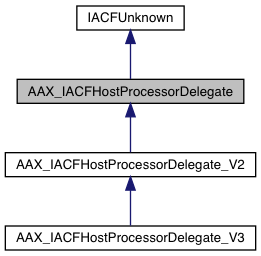 IACFUnknown
AAX_IACFHostProcessorDelegate
AAX_IACFHostProcessorDelegate_V2
AAX_IACFHostProcessorDelegate_V3